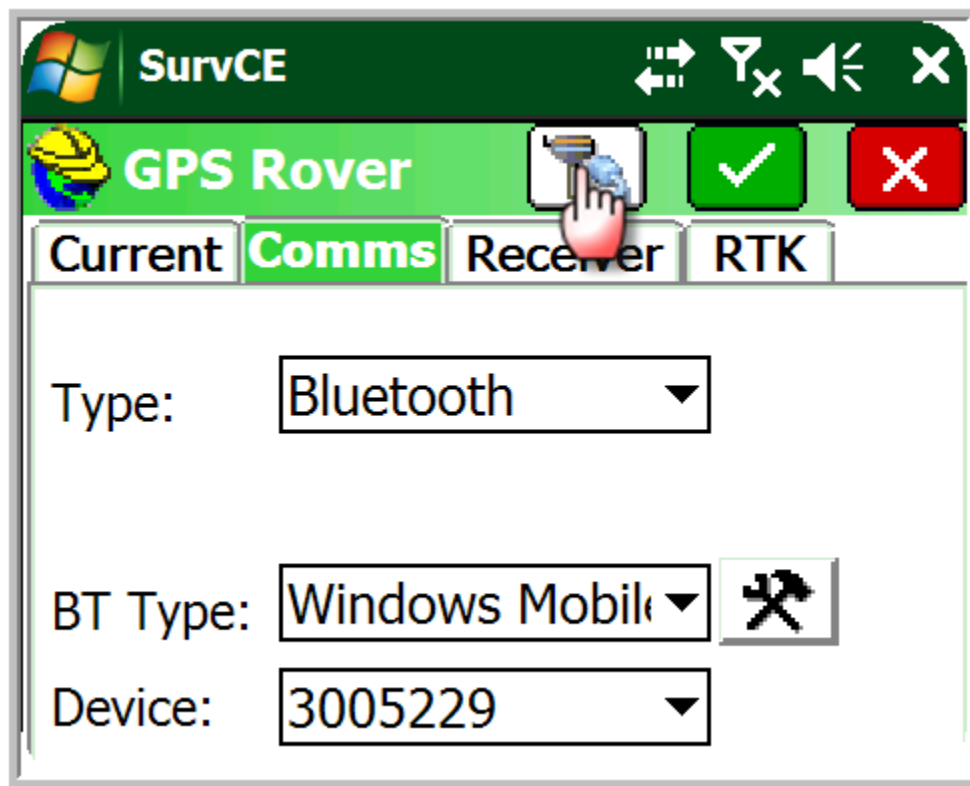 SurvCE
GPS Rover
Current Comms Receiver RTK
Type: Bluetooth
BT Type: Windows Mobile
Device: 3005229